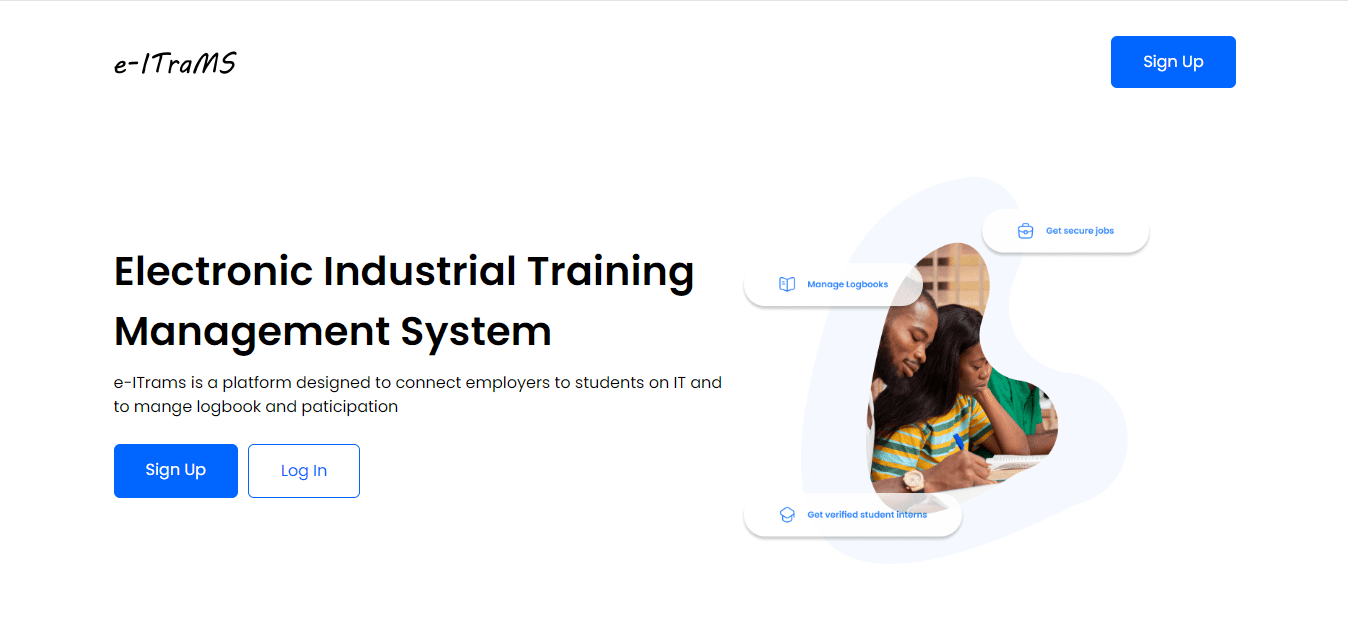 e-ITraMS
Sign Up
Electronic Industrial Training
Management System
e-ITrams is a platform designed to connect employers to students on IT and
to mange logbook and paticipation
Sign Up
Log In
Get secure jobs
Manage Logbooks
Get verified student interns